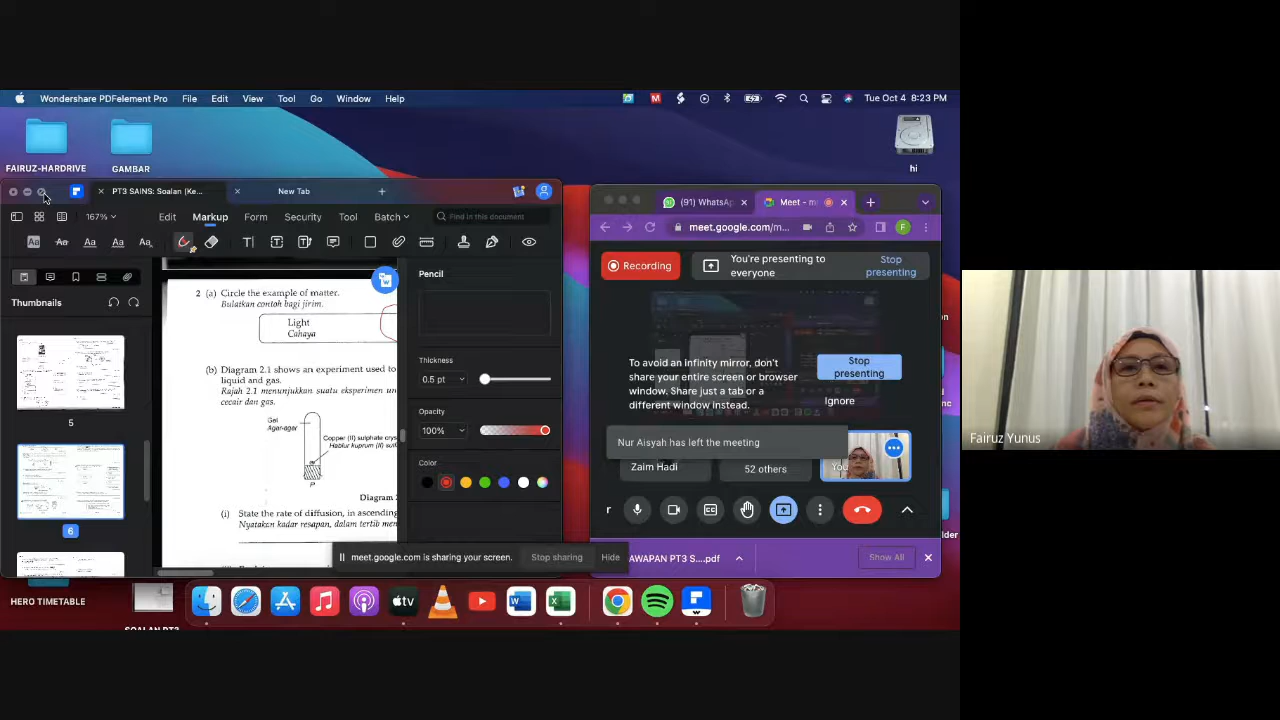 Wondershare PDFelement Pro File Edit View Tool Go Window Help
Tue Oct 4 8:23 PM
FAIRUZ-HARDRIVE
GAMBAR
hi
PT3 SAINS: Soalan (Ke...
New Tab
167%
Edit Markup Form Security Tool Batch
Find in this document
Thumbnails
5
6
2 (a) Circle the example of matter.
Bulatkan contoh bagi jirim.
Light
Cahaya
(b) Diagram 2.1 shows an experiment used to
liquid and gas.
Rajah 2.1 menunjukkan suatu eksperimen un
cecair dan gas.
Gel
Agar-agar
Copper (II) sulphate crys
Hablur kuprum (II) sulf
P
Diagram
(i) State the rate of diffusion, in ascending
Nyatakan kadar resapan, dalam tertib men
Pencil
Thickness
0.5 pt
Opacity
100%
Color
(91) WhatsAp
Meet - m
meet.google.com/m...
F
Recording
You're presenting to
everyone
Stop
presenting
To avoid an infinity mirror, don't
share your entire screen or browser
window. Share just a tab or a
different window instead.
Stop
presenting
Ignore
Nur Aisyah has left the meeting
Zaim Hadi
52 others
You
r
meet.google.com is sharing your screen.
Stop sharing
Hide
AWAPAN PT3 S....pdf
Show All
HERO TIMETABLE
SOALAN PT3
tv
Fairuz Yunus